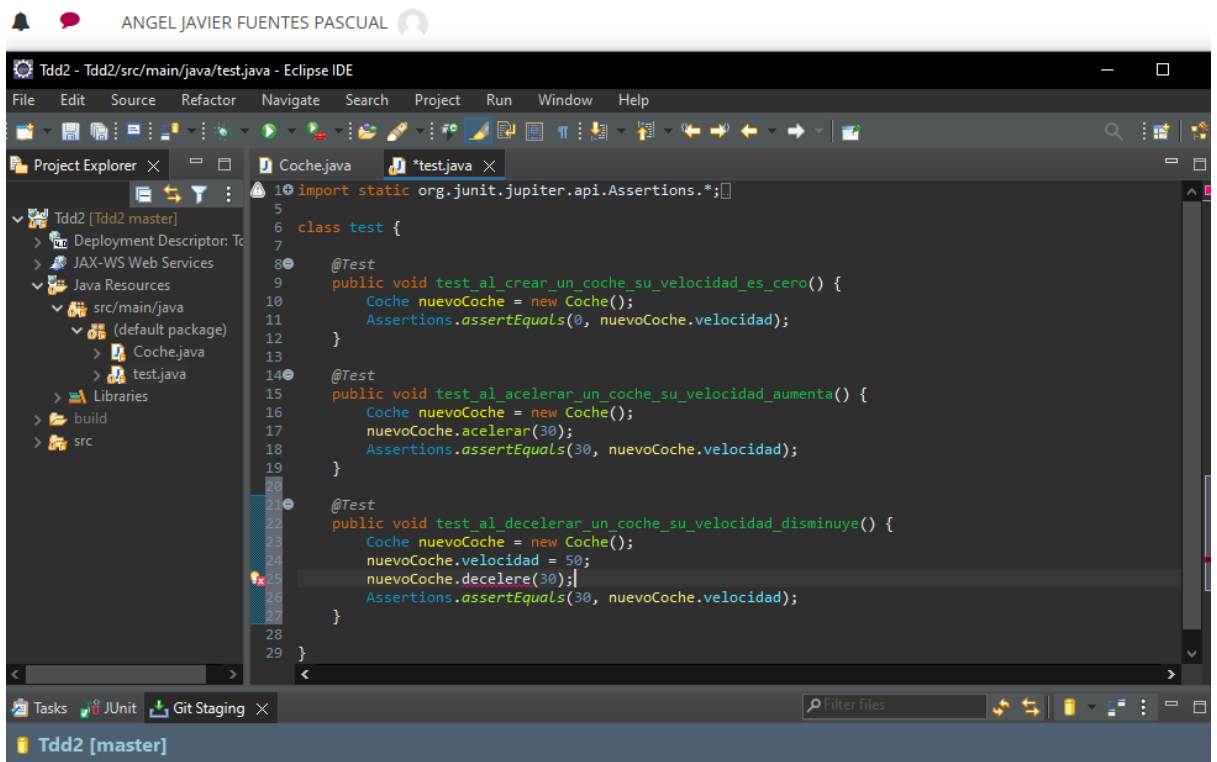 ANGEL JAVIER FUENTES PASCUAL
Tdd2 - Tdd2/src/main/java/test.java - Eclipse IDE
File Edit Source Refactor Navigate Search Project Run Window Help
Project Explorer
Coche.java *test.java
Tdd2 [Tdd2 master]
Deployment Descriptor: Tc
JAX-WS Web Services
Java Resources
src/main/java
(default package)
Coche.java
test.java
Libraries
build
src
1 import static org.junit.jupiter.api.Assertions.*;
5
6 class test {
7
8 @Test
9 public void test_al_crear_un_coche_su_velocidad_es_cero() {
10 Coche nuevoCoche = new Coche();
11 Assertions.assertEquals(0, nuevoCoche.velocidad);
12 }
13
14 @Test
15 public void test_al_acelerar_un_coche_su_velocidad_aumenta() {
16 Coche nuevoCoche = new Coche();
17 nuevoCoche.acelerar(30);
18 Assertions.assertEquals(30, nuevoCoche.velocidad);
19 }
20
21 @Test
22 public void test_al_decelerar_un_coche_su_velocidad_disminuye() {
23 Coche nuevoCoche = new Coche();
24 nuevoCoche.velocidad = 50;
25 nuevoCoche.decelere(30);
26 Assertions.assertEquals(30, nuevoCoche.velocidad);
27 }
28
29 }
Tasks JUnit Git Staging
Filter files
Tdd2 [master]